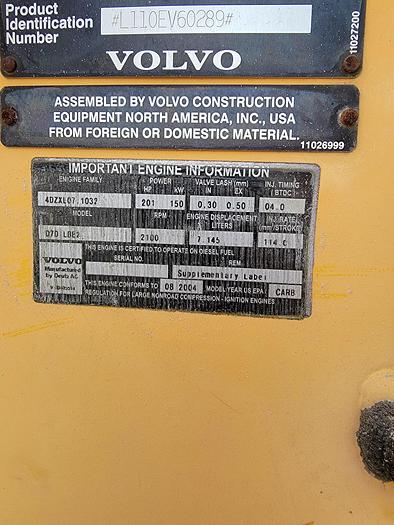 Product
Identification
Number
#L110EV60289#
VOLVO
11027200
ASSEMBLED BY VOLVO CONSTRUCTION
EQUIPMENT NORTH AMERICA, INC., USA
FROM FOREIGN OR DOMESTIC MATERIAL.
11026999
IMPORTANT ENGINE INFORMATION
ENGINE FAMILY POWER VALVE LASH (mm) INJ. TIMING
HP kW IN EX BTDC
4DZXL07.1032 201 150 0.30 0.50 04.0
MODEL RPM ENGINE DISPLACEMENT INJ. RATE
LITERS (mm³/STROKE)
D7D LBE2 2100 7.145 114
THIS ENGINE IS CERTIFIED TO OPERATE ON DIESEL FUEL
SERIAL NO. REM
VOLVO
Manufactured
by Deutz AG
Supplementary Label
THIS ENGINE CONFORMS TO 08 2004 MODEL YEAR US EPA / CARB
REGULATION FOR LARGE NONROAD COMPRESSION - IGNITION ENGINES